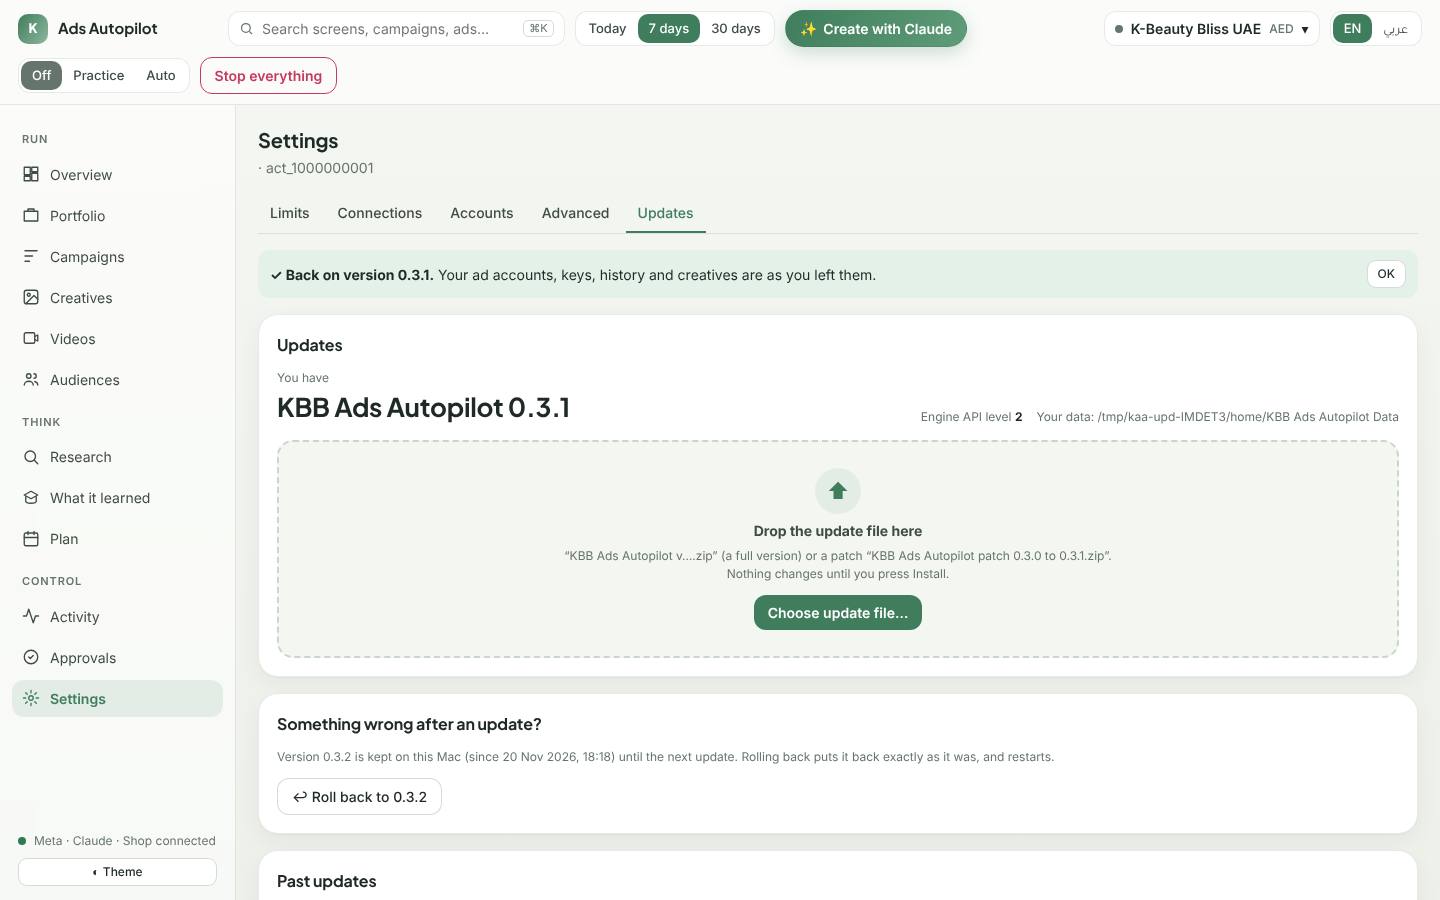 K Ads Autopilot
Search screens, campaigns, ads... ⌘K
Today 7 days 30 days
✨ Create with Claude
K-Beauty Bliss UAE AED ▾
EN عربي
Off Practice Auto
Stop everything
RUN
Overview
Portfolio
Campaigns
Creatives
Videos
Audiences
THINK
Research
What it learned
Plan
CONTROL
Activity
Approvals
Settings
Meta · Claude · Shop connected
Theme
Settings
· act_1000000001
Limits Connections Accounts Advanced Updates
✓ Back on version 0.3.1. Your ad accounts, keys, history and creatives are as you left them.
OK
Updates
You have
KBB Ads Autopilot 0.3.1
Engine API level 2 Your data: /tmp/kaa-upd-IMDET3/home/KBB Ads Autopilot Data
Drop the update file here
“KBB Ads Autopilot v....zip” (a full version) or a patch “KBB Ads Autopilot patch 0.3.0 to 0.3.1.zip”.
Nothing changes until you press Install.
Choose update file...
Something wrong after an update?
Version 0.3.2 is kept on this Mac (since 20 Nov 2026, 18:18) until the next update. Rolling back puts it back exactly as it was, and restarts.
↩ Roll back to 0.3.2
Past updates